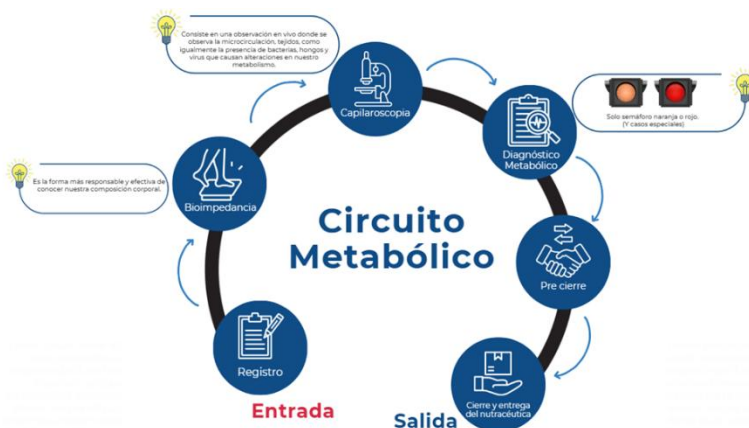 Consiste en una observación en vivo donde se
observa la microcirculación, tejidos, como
igualmente la presencia de bacterias, hongos y
virus que causan alteraciones en nuestro
metabolismo.
Capilaroscopia
Solo semáforo naranja o rojo.
(Y casos especiales)
Diagnóstico
Metabólico
Es la forma más responsable y efectiva de
conocer nuestra composición corporal.
Bioimpedancia
Circuito
Metabólico
Pre cierre
Registro
Cierre y entrega
del nutracéutica
Entrada
Salida